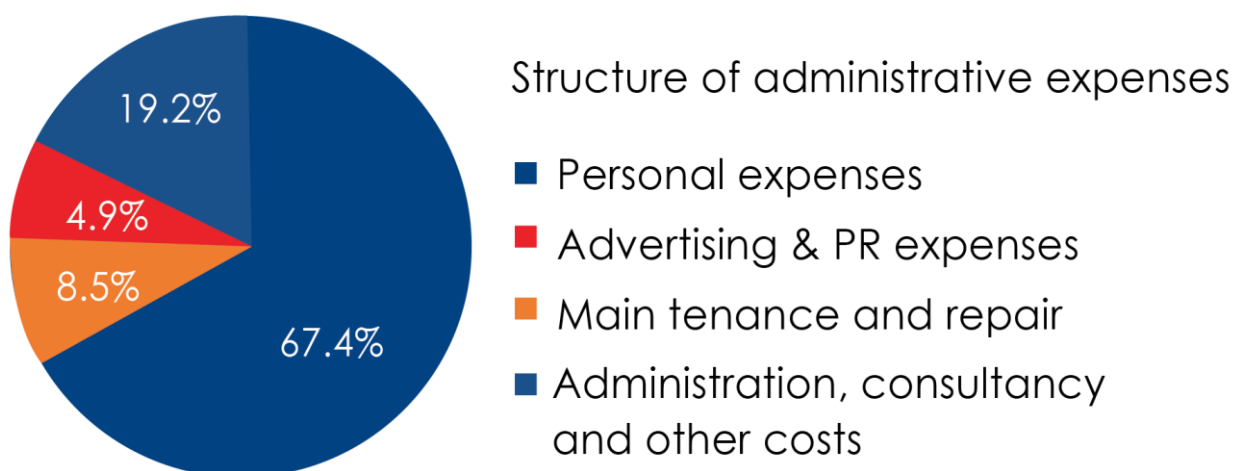 Structure of administrative expenses
19.2%
4.9%
8.5%
67.4%
Personal expenses
Advertising & PR expenses
Main tenance and repair
Administration, consultancy
and other costs